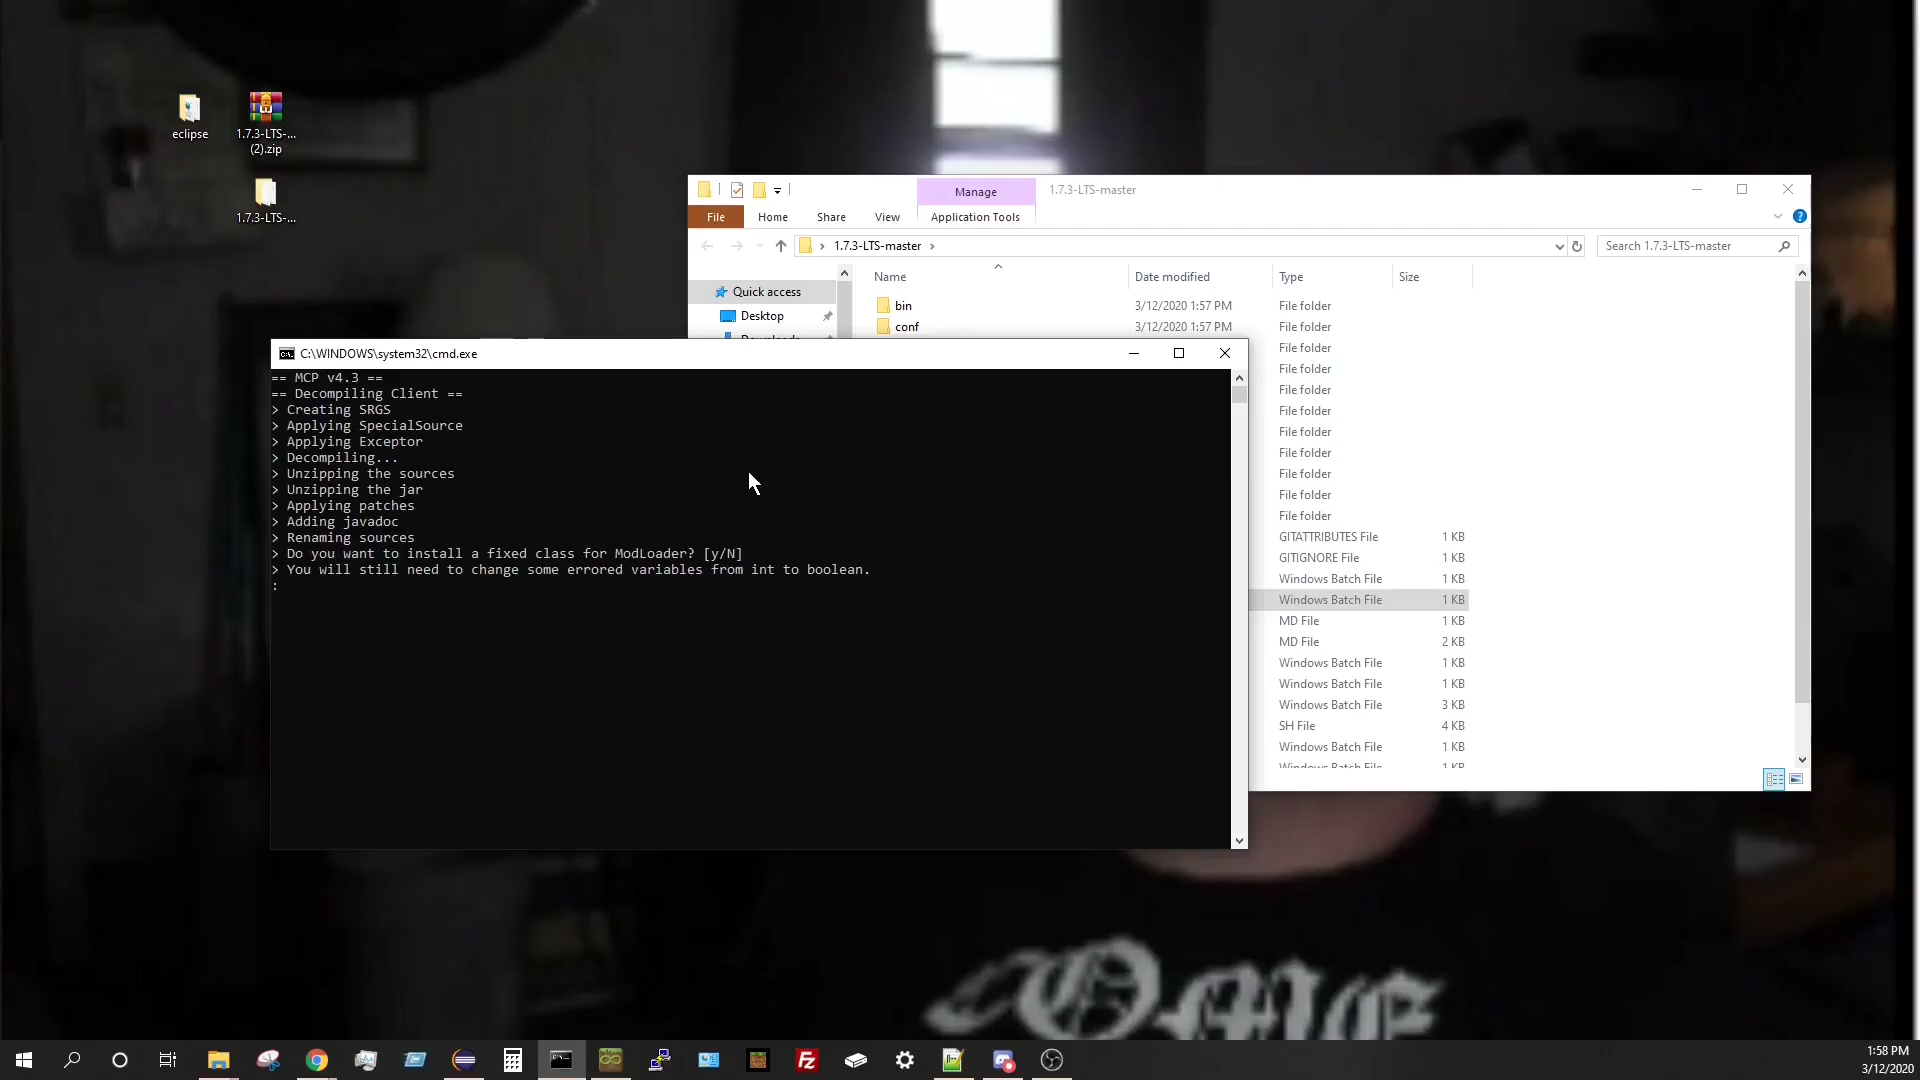 eclipse
1.7.3-LTS-...
(2).zip
1.7.3-LTS-...
Manage
1.7.3-LTS-master
File
Home
Share
View
Application Tools
1.7.3-LTS-master
Search 1.7.3-LTS-master
Name
Date modified
Type
Size
Quick access
Desktop
bin
3/12/2020 1:57 PM
File folder
conf
3/12/2020 1:57 PM
File folder
File folder
File folder
File folder
File folder
File folder
File folder
File folder
File folder
File folder
GITATTRIBUTES File
1 KB
GITIGNORE File
1 KB
Windows Batch File
1 KB
Windows Batch File
1 KB
MD File
1 KB
MD File
2 KB
Windows Batch File
1 KB
Windows Batch File
1 KB
Windows Batch File
3 KB
SH File
4 KB
Windows Batch File
1 KB
Windows Batch File
1 KB
C:\WINDOWS\system32\cmd.exe
== MCP v4.3 ==
== Decompiling Client ==
> Creating SRGS
> Applying SpecialSource
> Applying Exceptor
> Decompiling...
> Unzipping the sources
> Unzipping the jar
> Applying patches
> Adding javadoc
> Renaming sources
> Do you want to install a fixed class for ModLoader? [y/N]
> You will still need to change some errored variables from int to boolean.
:
1:58 PM
3/12/2020